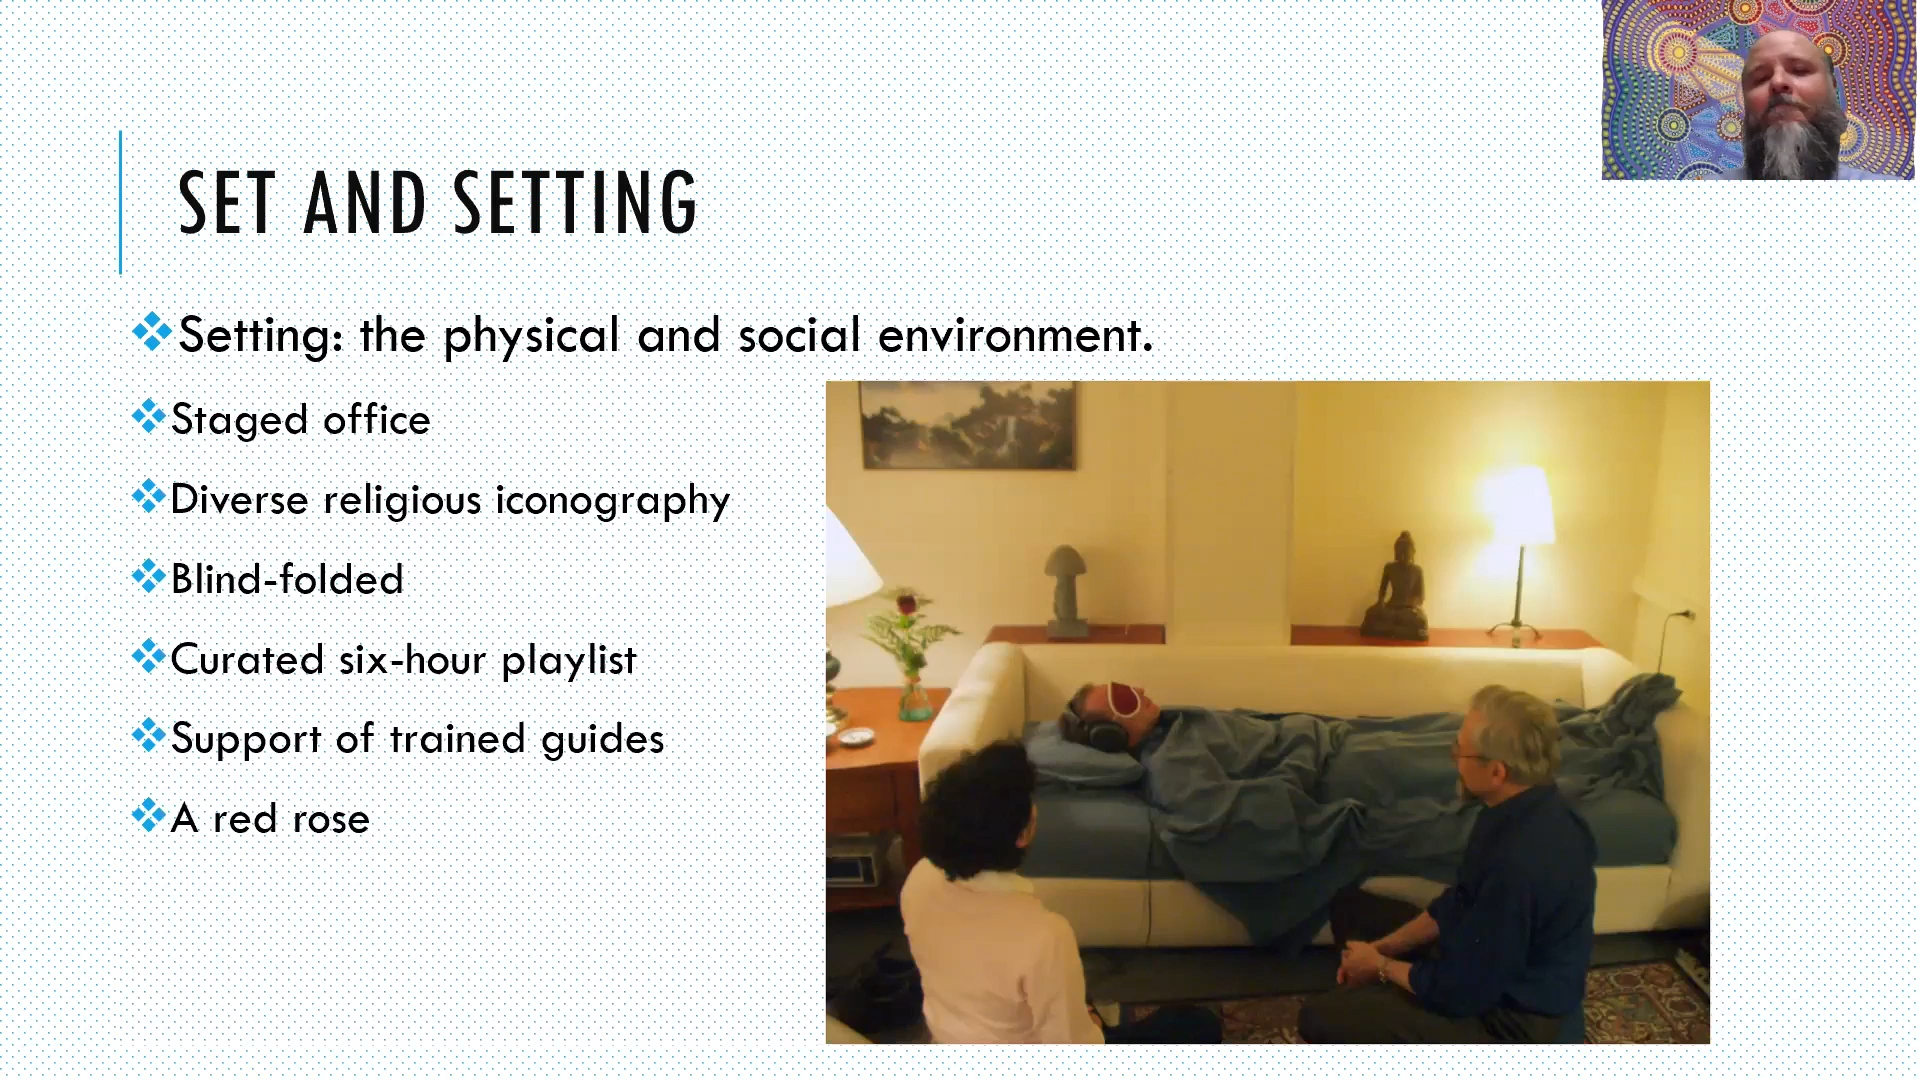 SET AND SETTING
Setting: the physical and social environment.
Staged office
Diverse religious iconography
Blind-folded
Curated six-hour playlist
Support of trained guides
A red rose